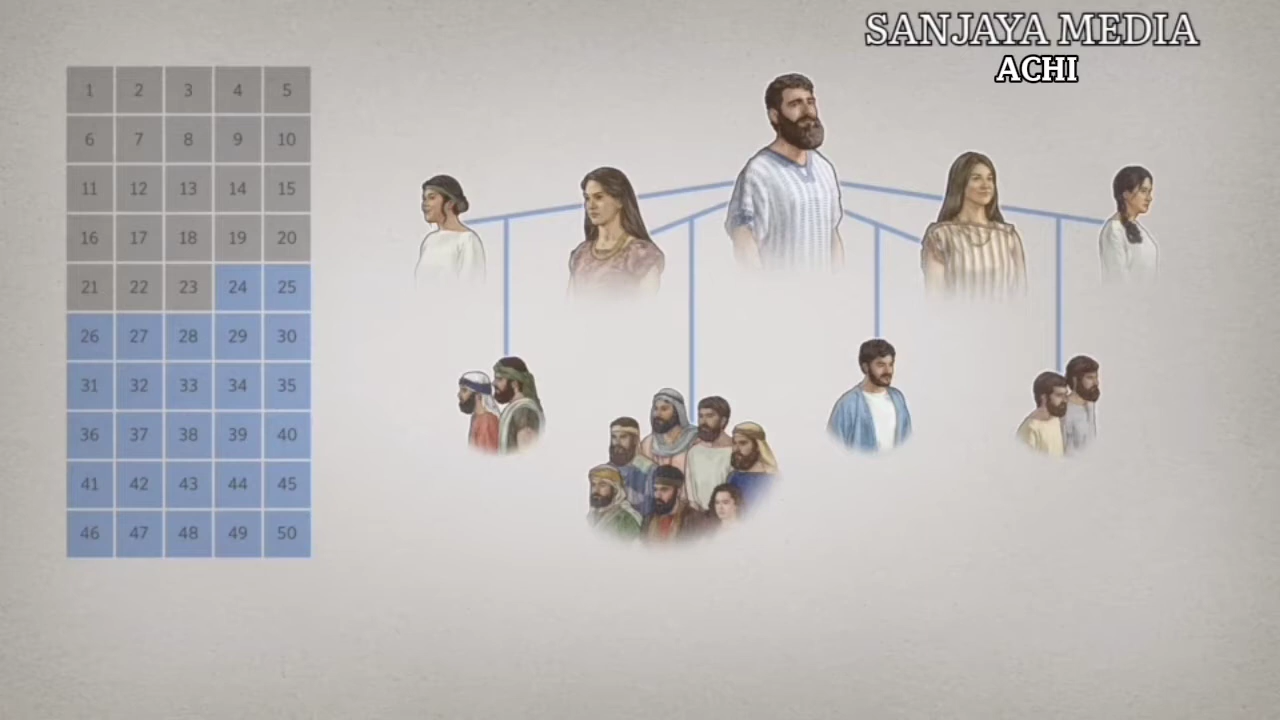 SANJAYA MEDIA
ACHI
1 2 3 4 5
6 7 8 9 10
11 12 13 14 15
16 17 18 19 20
21 22 23 24 25
26 27 28 29 30
31 32 33 34 35
36 37 38 39 40
41 42 43 44 45
46 47 48 49 50